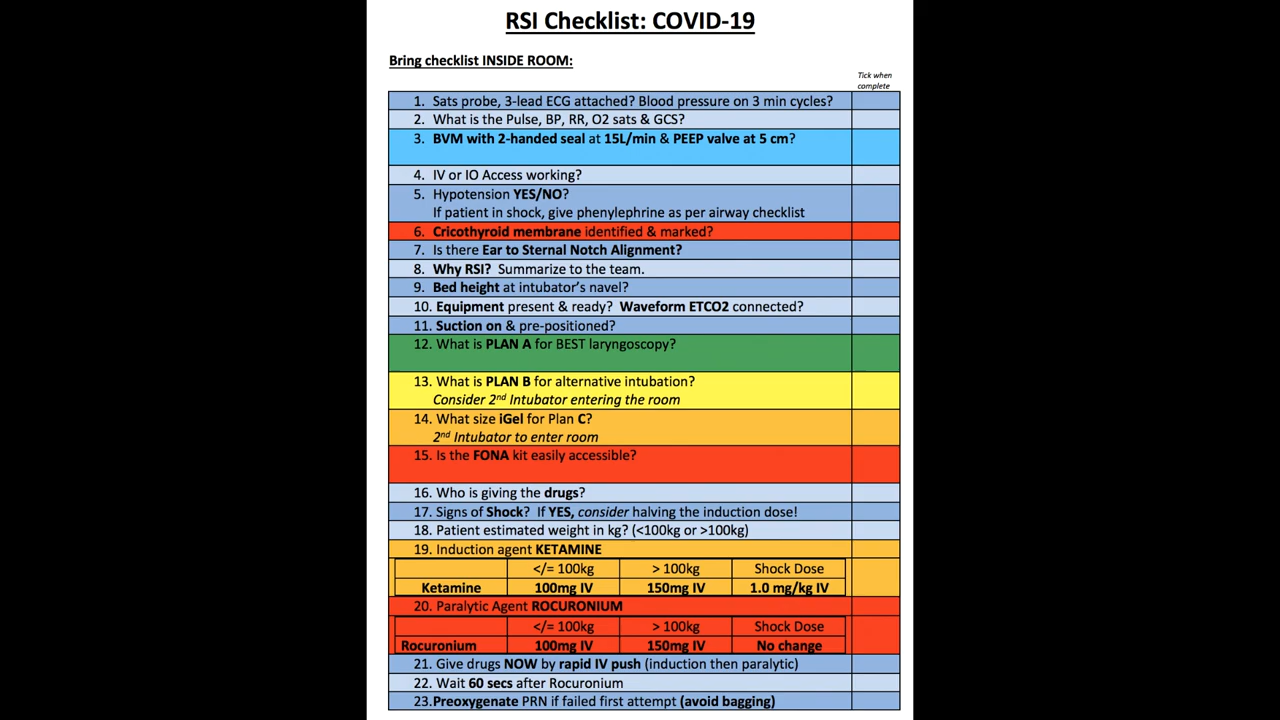 RSI Checklist: COVID-19
Bring checklist INSIDE ROOM:
Tick when
complete
1. Sats probe, 3-lead ECG attached? Blood pressure on 3 min cycles?
2. What is the Pulse, BP, RR, O2 sats & GCS?
3. BVM with 2-handed seal at 15L/min & PEEP valve at 5 cm?
4. IV or IO Access working?
5. Hypotension YES/NO?
If patient in shock, give phenylephrine as per airway checklist
6. Cricothyroid membrane identified & marked?
7. Is there Ear to Sternal Notch Alignment?
8. Why RSI? Summarize to the team.
9. Bed height at intubator's navel?
10. Equipment present & ready? Waveform ETCO2 connected?
11. Suction on & pre-positioned?
12. What is PLAN A for BEST laryngoscopy?
13. What is PLAN B for alternative intubation?
Consider 2nd Intubator entering the room
14. What size iGel for Plan C?
2nd Intubator to enter room
15. Is the FONA kit easily accessible?
16. Who is giving the drugs?
17. Signs of Shock? If YES, consider halving the induction dose!
18. Patient estimated weight in kg? (<100kg or >100kg)
19. Induction agent KETAMINE
</= 100kg > 100kg Shock Dose
Ketamine 100mg IV 150mg IV 1.0 mg/kg IV
20. Paralytic Agent ROCURONIUM
</= 100kg > 100kg Shock Dose
Rocuronium 100mg IV 150mg IV No change
21. Give drugs NOW by rapid IV push (induction then paralytic)
22. Wait 60 secs after Rocuronium
23.Preoxygenate PRN if failed first attempt (avoid bagging)